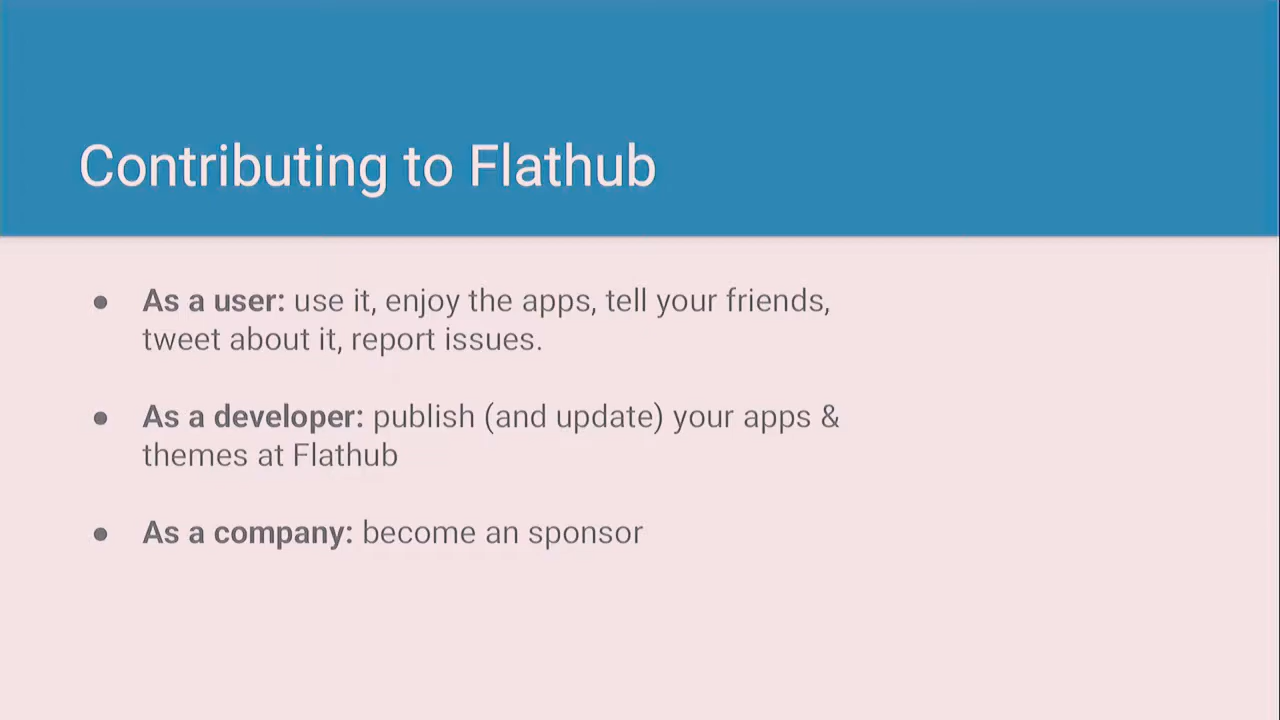 Contributing to Flathub
● As a user: use it, enjoy the apps, tell your friends,
tweet about it, report issues.
● As a developer: publish (and update) your apps &
themes at Flathub
● As a company: become an sponsor